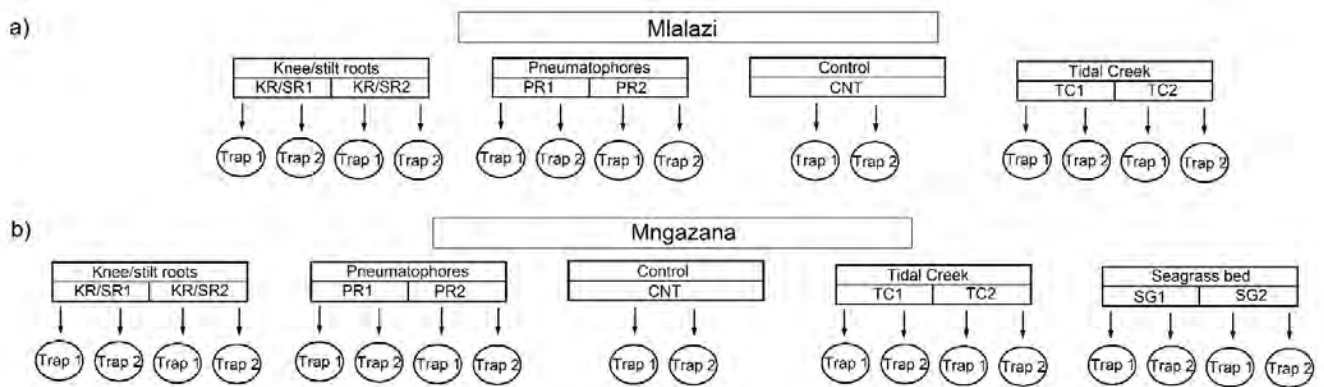 a)
Mlalazi
Knee/stilt roots
KR/SR1 KR/SR2
Trap 1 Trap 2 Trap 1 Trap 2
Pneumatophores
PR1 PR2
Trap 1 Trap 2 Trap 1 Trap 2
Control
CNT
Trap 1 Trap 2
Tidal Creek
TC1 TC2
Trap 1 Trap 2 Trap 1 Trap 2
b)
Mngazana
Knee/stilt roots
KR/SR1 KR/SR2
Trap 1 Trap 2 Trap 1 Trap 2
Pneumatophores
PR1 PR2
Trap 1 Trap 2 Trap 1 Trap 2
Control
CNT
Trap 1 Trap 2
Tidal Creek
TC1 TC2
Trap 1 Trap 2 Trap 1 Trap 2
Seagrass bed
SG1 SG2
Trap 1 Trap 2 Trap 1 Trap 2